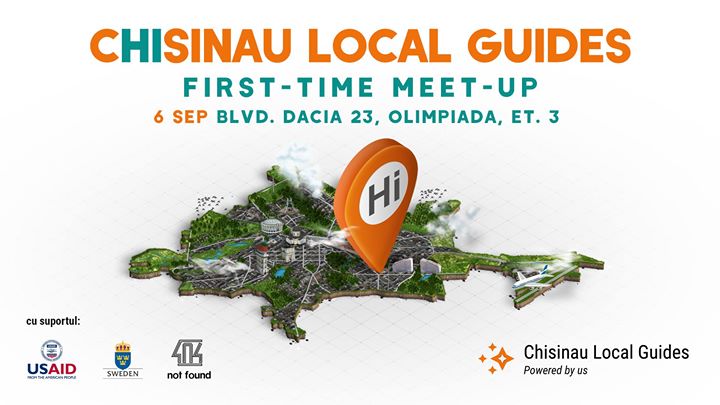 CHISINAU LOCAL GUIDES
FIRST-TIME MEET-UP
6 SEP BLVD. DACIA 23, OLIMPIADA, ET. 3
Hi
cu suportul:
USAID
FROM THE AMERICAN PEOPLE
SWEDEN
404
not found
Chisinau Local Guides
Powered by us